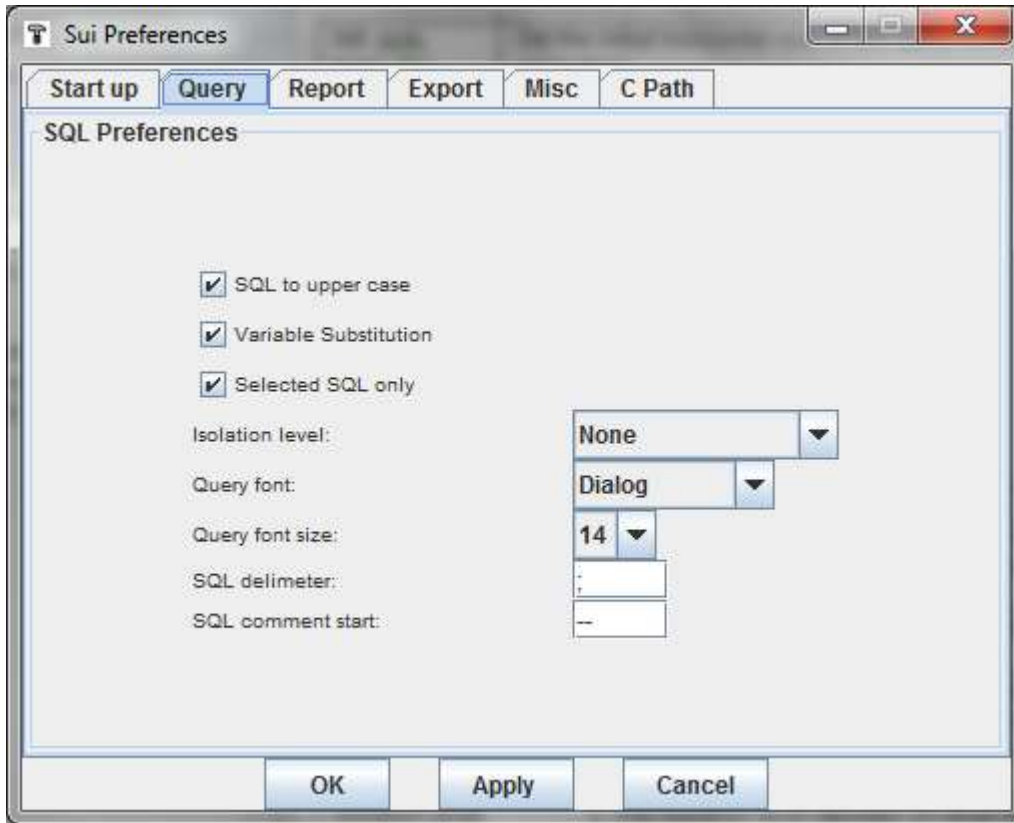 Sui Preferences
Start up Query Report Export Misc C Path
SQL Preferences
SQL to upper case
Variable Substitution
Selected SQL only
Isolation level: None
Query font: Dialog
Query font size: 14
SQL delimeter: ;
SQL comment start: --
OK Apply Cancel